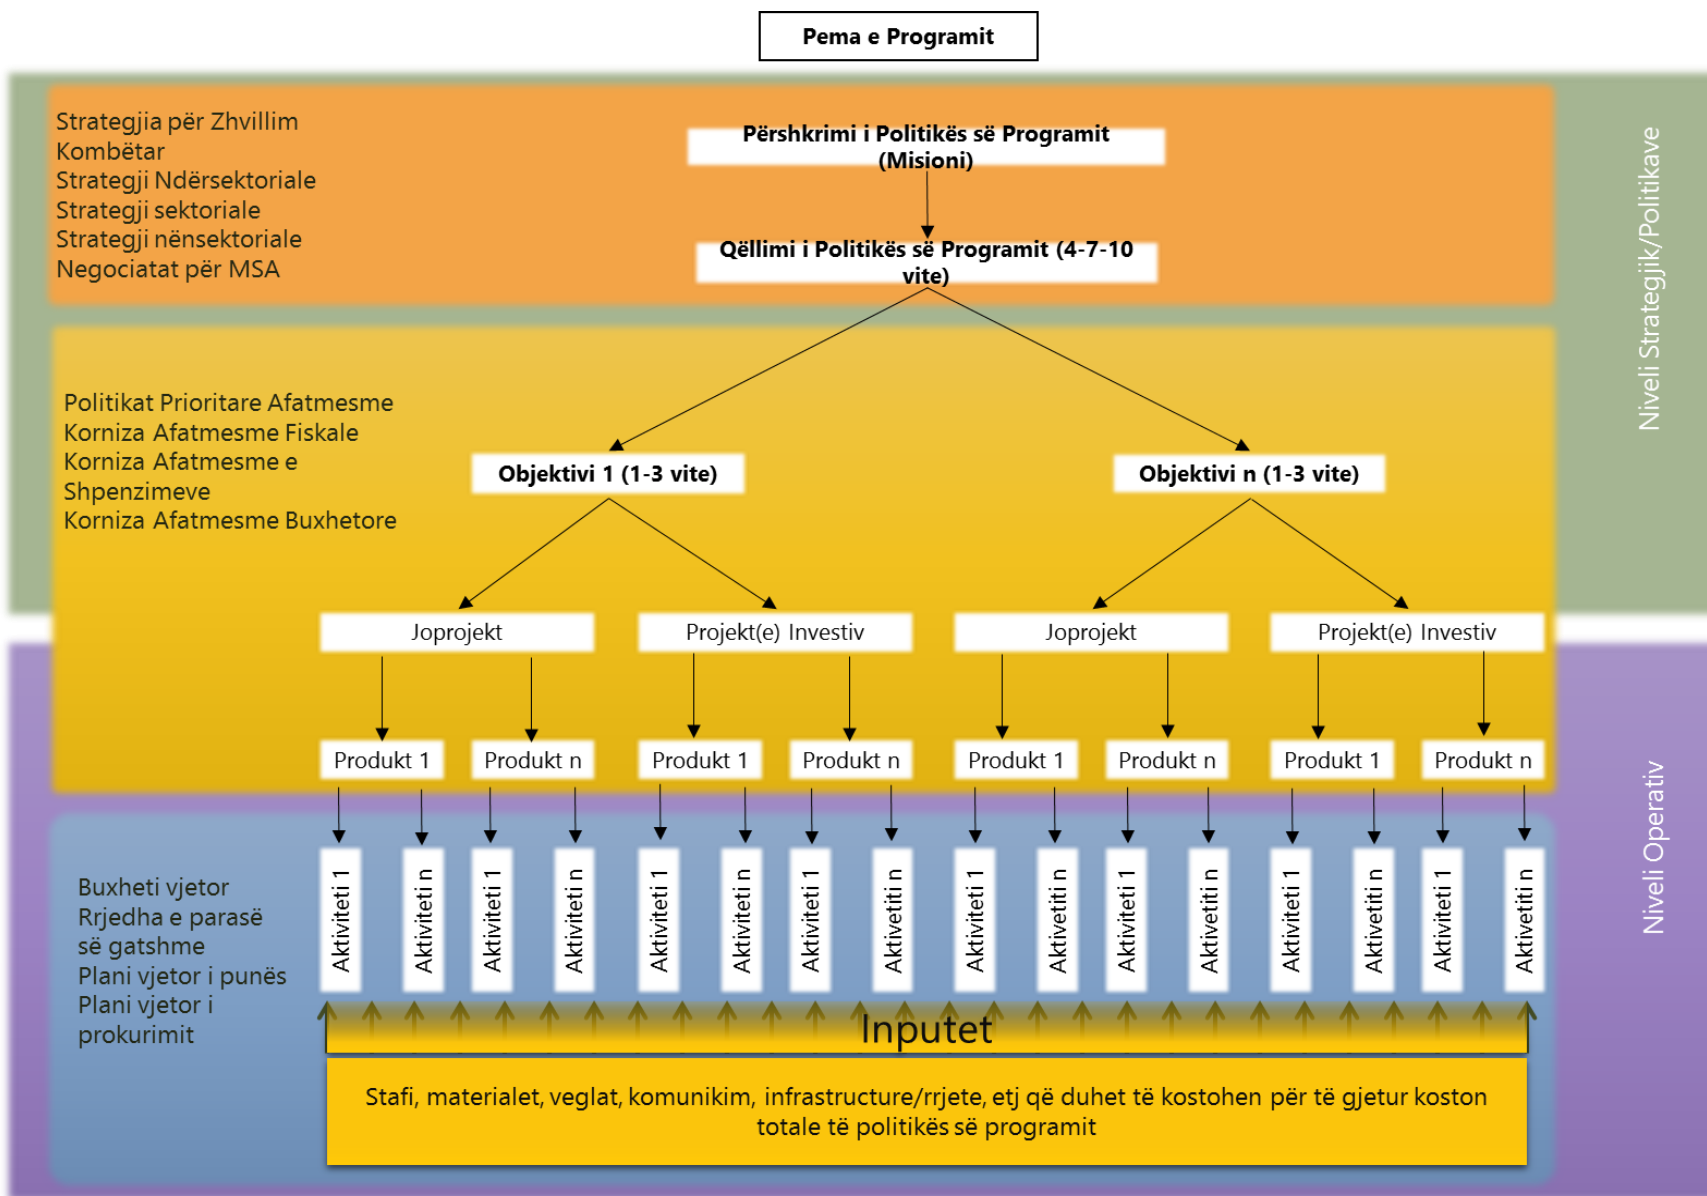 Pema e Programit
Strategjia për Zhvillim
Kombëtar
Strategji Ndërsektoriale
Strategji sektoriale
Strategji nënsektoriale
Negociatat për MSA
Përshkrimi i Politikës së Programit
(Misioni)
Qëllimi i Politikës së Programit (4-7-10
vite)
Niveli Strategjik/Politikave
Politikat Prioritare Afatmesme
Korniza Afatmesme Fiskale
Korniza Afatmesme e
Shpenzimeve
Korniza Afatmesme Buxhetore
Objektivi 1 (1-3 vite)
Objektivi n (1-3 vite)
Joprojekt
Projekt(e) Investiv
Joprojekt
Projekt(e) Investiv
Produkt 1
Produkt n
Produkt 1
Produkt n
Produkt 1
Produkt n
Produkt 1
Produkt n
Niveli Operativ
Buxheti vjetor
Rrjedha e parasë
së gatshme
Plani vjetor i punës
Plani vjetor i
prokurimit
Aktiviteti 1
Aktivetiti n
Aktiviteti 1
Aktivetiti n
Aktiviteti 1
Aktivetiti n
Aktiviteti 1
Aktivetiti n
Aktiviteti 1
Aktivetiti n
Aktiviteti 1
Aktivetiti n
Aktiviteti 1
Aktivetiti n
Aktiviteti 1
Aktivetiti n
Inputet
Stafi, materialet, veglat, komunikim, infrastructure/rrjete, etj që duhet të kostohen për të gjetur koston
totale të politikës së programit